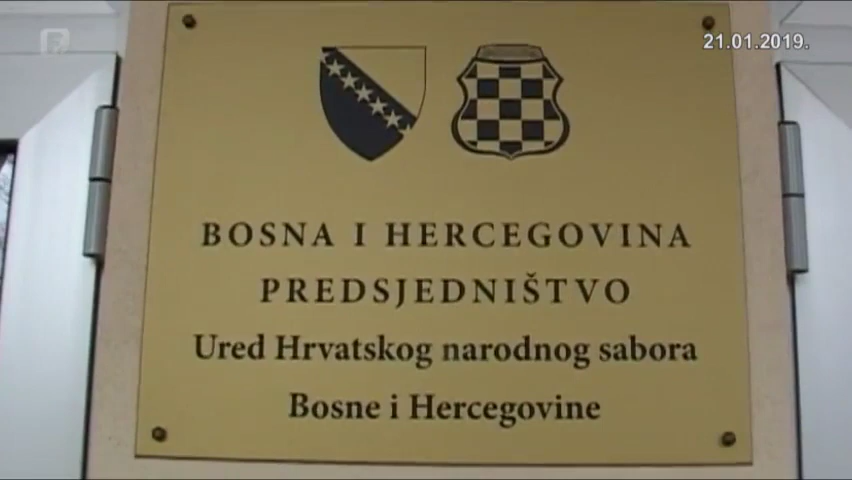 21.01.2019.
BOSNA I HERCEGOVINA
PREDSJEDNIŠTVO
Ured Hrvatskog narodnog sabora
Bosne i Hercegovine